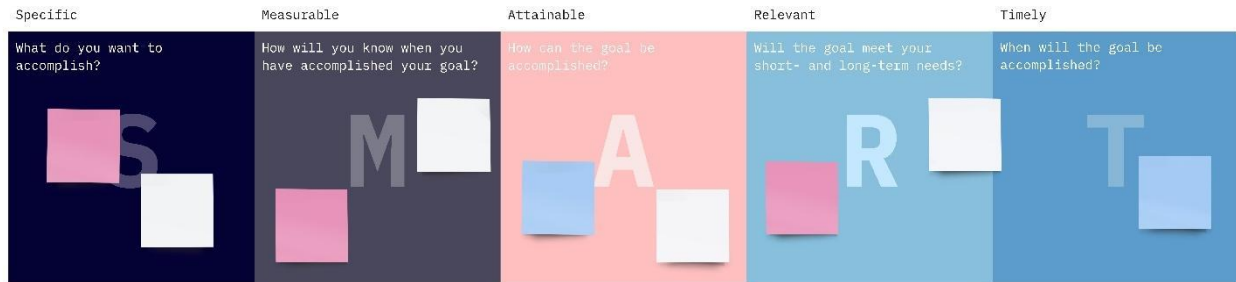 Specific
Measurable
Attainable
Relevant
Timely
What do you want to
accomplish?
How will you know when you
have accomplished your goal?
How can the goal be
accomplished?
Will the goal meet your
short- and long-term needs?
When will the goal be
accomplished?
S
M
A
R
T